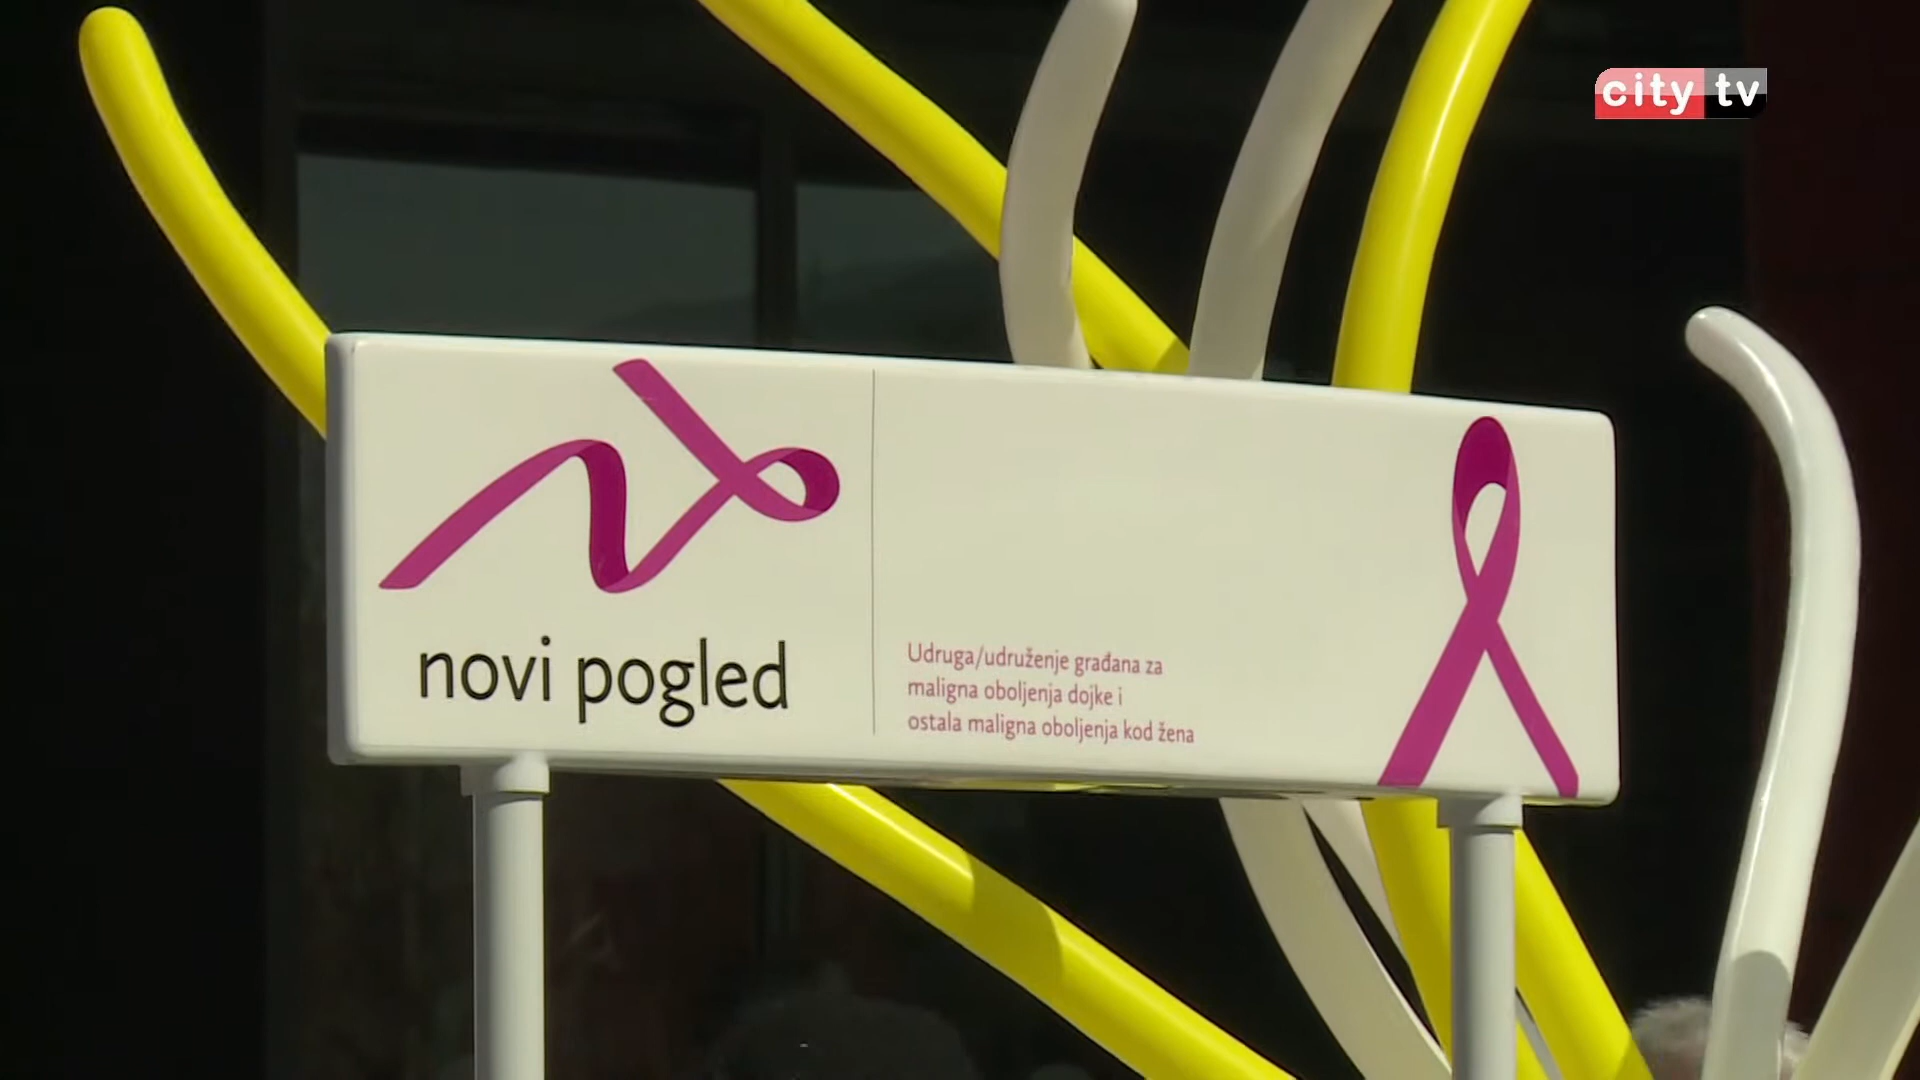 city tv
novi pogled
Udruga/udruženje građana za
maligna oboljenja dojke i
ostala maligna oboljenja kod žena